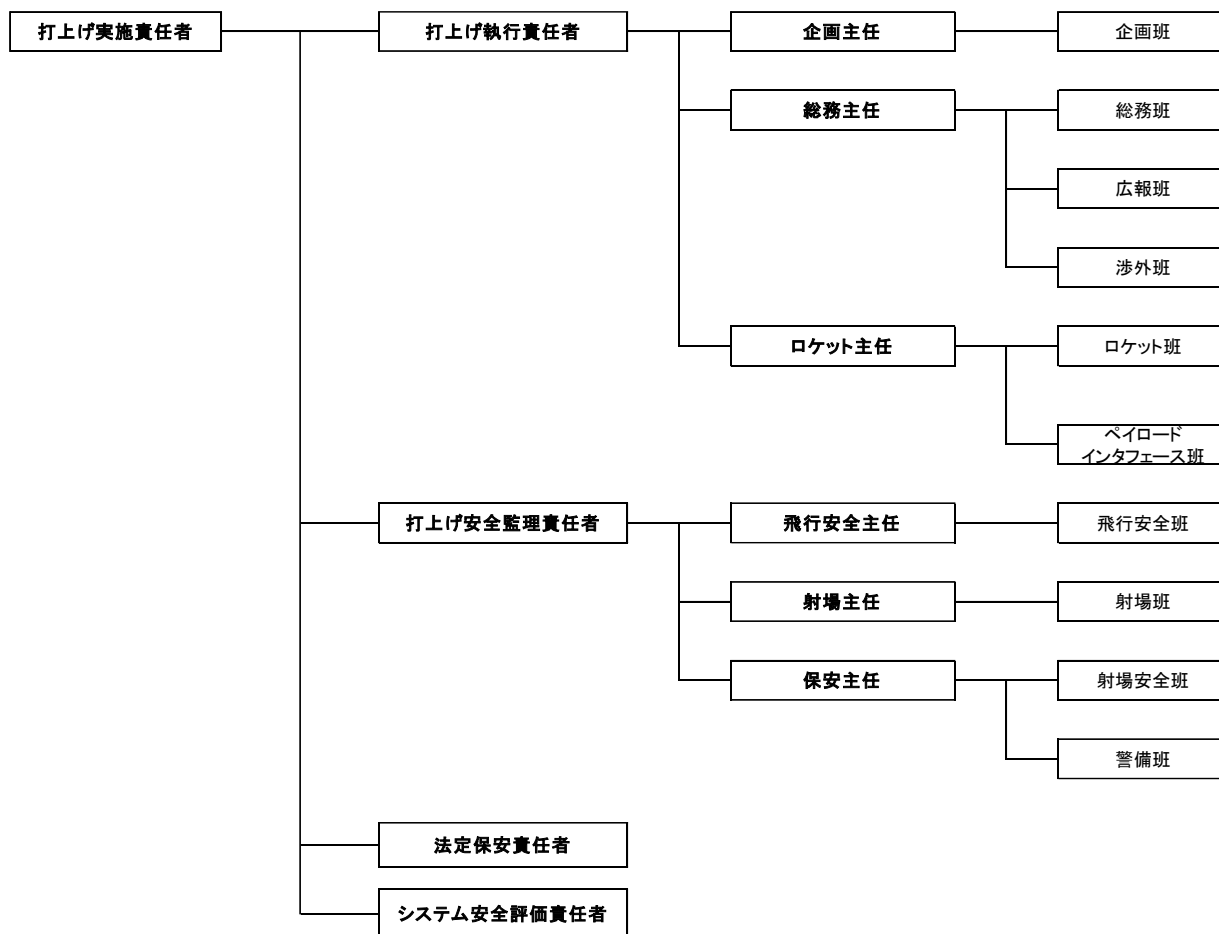 打上げ実施責任者
打上げ執行責任者
企画主任
企画班
総務主任
総務班
広報班
渉外班
ロケット主任
ロケット班
ペイロード
インタフェース班
打上げ安全監理責任者
飛行安全主任
飛行安全班
射場主任
射場班
保安主任
射場安全班
警備班
法定保安責任者
システム安全評価責任者